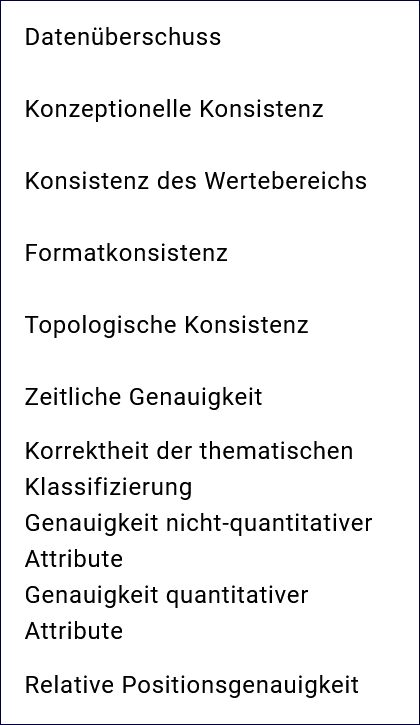 Datenüberschuss
Konzeptionelle Konsistenz
Konsistenz des Wertebereichs
Formatkonsistenz
Topologische Konsistenz
Zeitliche Genauigkeit
Korrektheit der thematischen
Klassifizierung
Genauigkeit nicht-quantitativer
Attribute
Genauigkeit quantitativer
Attribute
Relative Positionsgenauigkeit